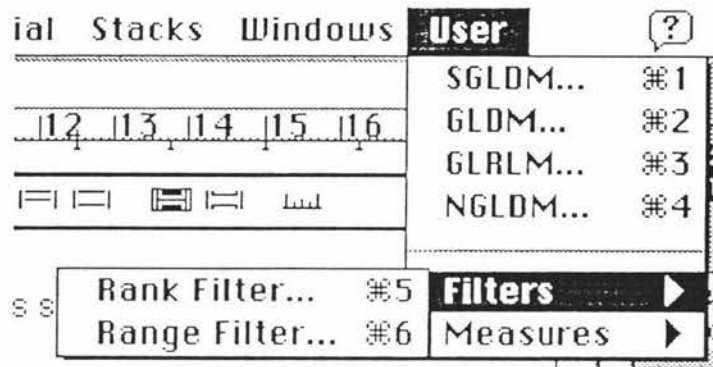 ial Stacks Windows User ?
SGLDM... ⌘1
12 13 14 15 16 GLDM... ⌘2
GLRLM... ⌘3
NGLDM... ⌘4
Rank Filter... ⌘5 Filters
Range Filter... ⌘6 Measures